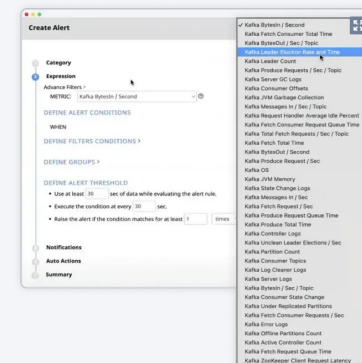 Create Alert
Category
Expression
Advance Filters >
METRIC: Kafka BytesIn / Second
DEFINE ALERT CONDITIONS
WHEN
DEFINE FILTERS CONDITIONS >
DEFINE GROUPS >
DEFINE ALERT THRESHOLD
• Use at least 30 sec of data while evaluating the alert rule.
• Execute the condition at every 30 sec.
• Raise the alert if the condition matches for at least 1 times
Notifications
Auto Actions
Summary
✓ Kafka BytesIn / Second
Kafka Fetch Consumer Total Time
Kafka BytesOut / Sec / Topic
Kafka Leader Election Rate and Time
Kafka Leader Count
Kafka Produce Requests / Sec / Topic
Kafka Server GC Logs
Kafka Consumer Offsets
Kafka JVM Garbage Collection
Kafka Messages In / Sec / Topic
Kafka Request Handler Average Idle Percent
Kafka Fetch Consumer Request Queue Time
Kafka Total Fetch Requests / Sec / Topic
Kafka Fetch Total Time
Kafka BytesOut / Second
Kafka Produce Request / Sec
Kafka OS
Kafka JVM Memory
Kafka State Change Logs
Kafka Messages In / Sec
Kafka Fetch Request / Sec
Kafka Produce Request Queue Time
Kafka Produce Total Time
Kafka Controller Logs
Kafka Unclean Leader Elections / Sec
Kafka Partition Count
Kafka Consumer Topics
Kafka Log Cleaner Logs
Kafka Server Logs
Kafka BytesIn / Sec / Topic
Kafka Consumer State Change
Kafka Under Replicated Partitions
Kafka Fetch Consumer Requests / Sec
Kafka Error Logs
Kafka Offline Partitions Count
Kafka Active Controller Count
Kafka Fetch Request Queue Time
Kafka ZooKeeper Client Request Latency